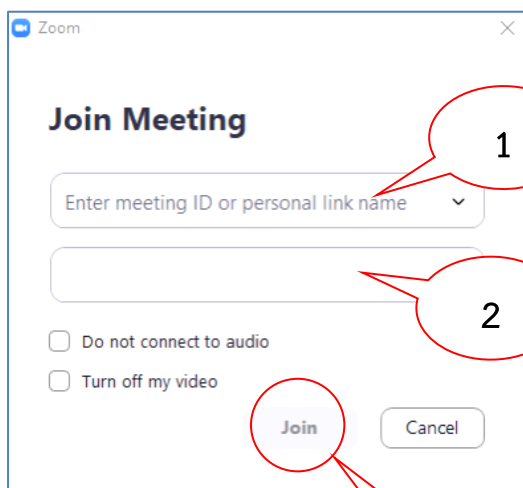 Zoom
Join Meeting
1
Enter meeting ID or personal link name
2
Do not connect to audio
Turn off my video
Join Cancel